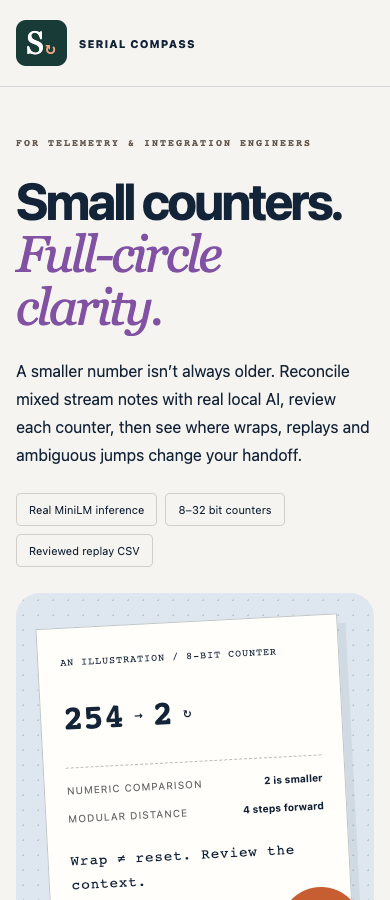 S↻
SERIAL COMPASS
FOR TELEMETRY & INTEGRATION ENGINEERS
Small counters.
Full-circle
clarity.
A smaller number isn’t always older. Reconcile
mixed stream notes with real local AI, review
each counter, then see where wraps, replays and
ambiguous jumps change your handoff.
Real MiniLM inference
8–32 bit counters
Reviewed replay CSV
AN ILLUSTRATION / 8-BIT COUNTER
254 → 2 ↻
NUMERIC COMPARISON 2 is smaller
MODULAR DISTANCE 4 steps forward
Wrap ≠ reset. Review the
context.